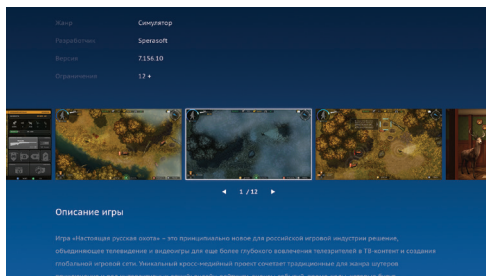 Жанр Симулятор
Разработчик Sperasoft
Версия 7.156.10
Ограничения 12 +
1 / 12
Описание игры
Игра «Настоящая русская охота» – это принципиально новое для российской игровой индустрии решение,
объединяющее телевидение и видеоигры для еще более глубокого вовлечения телезрителей в ТВ-контент и создания
глобальной игровой сети. Уникальный кросс-медийный проект сочетает традиционные для жанра шутеров